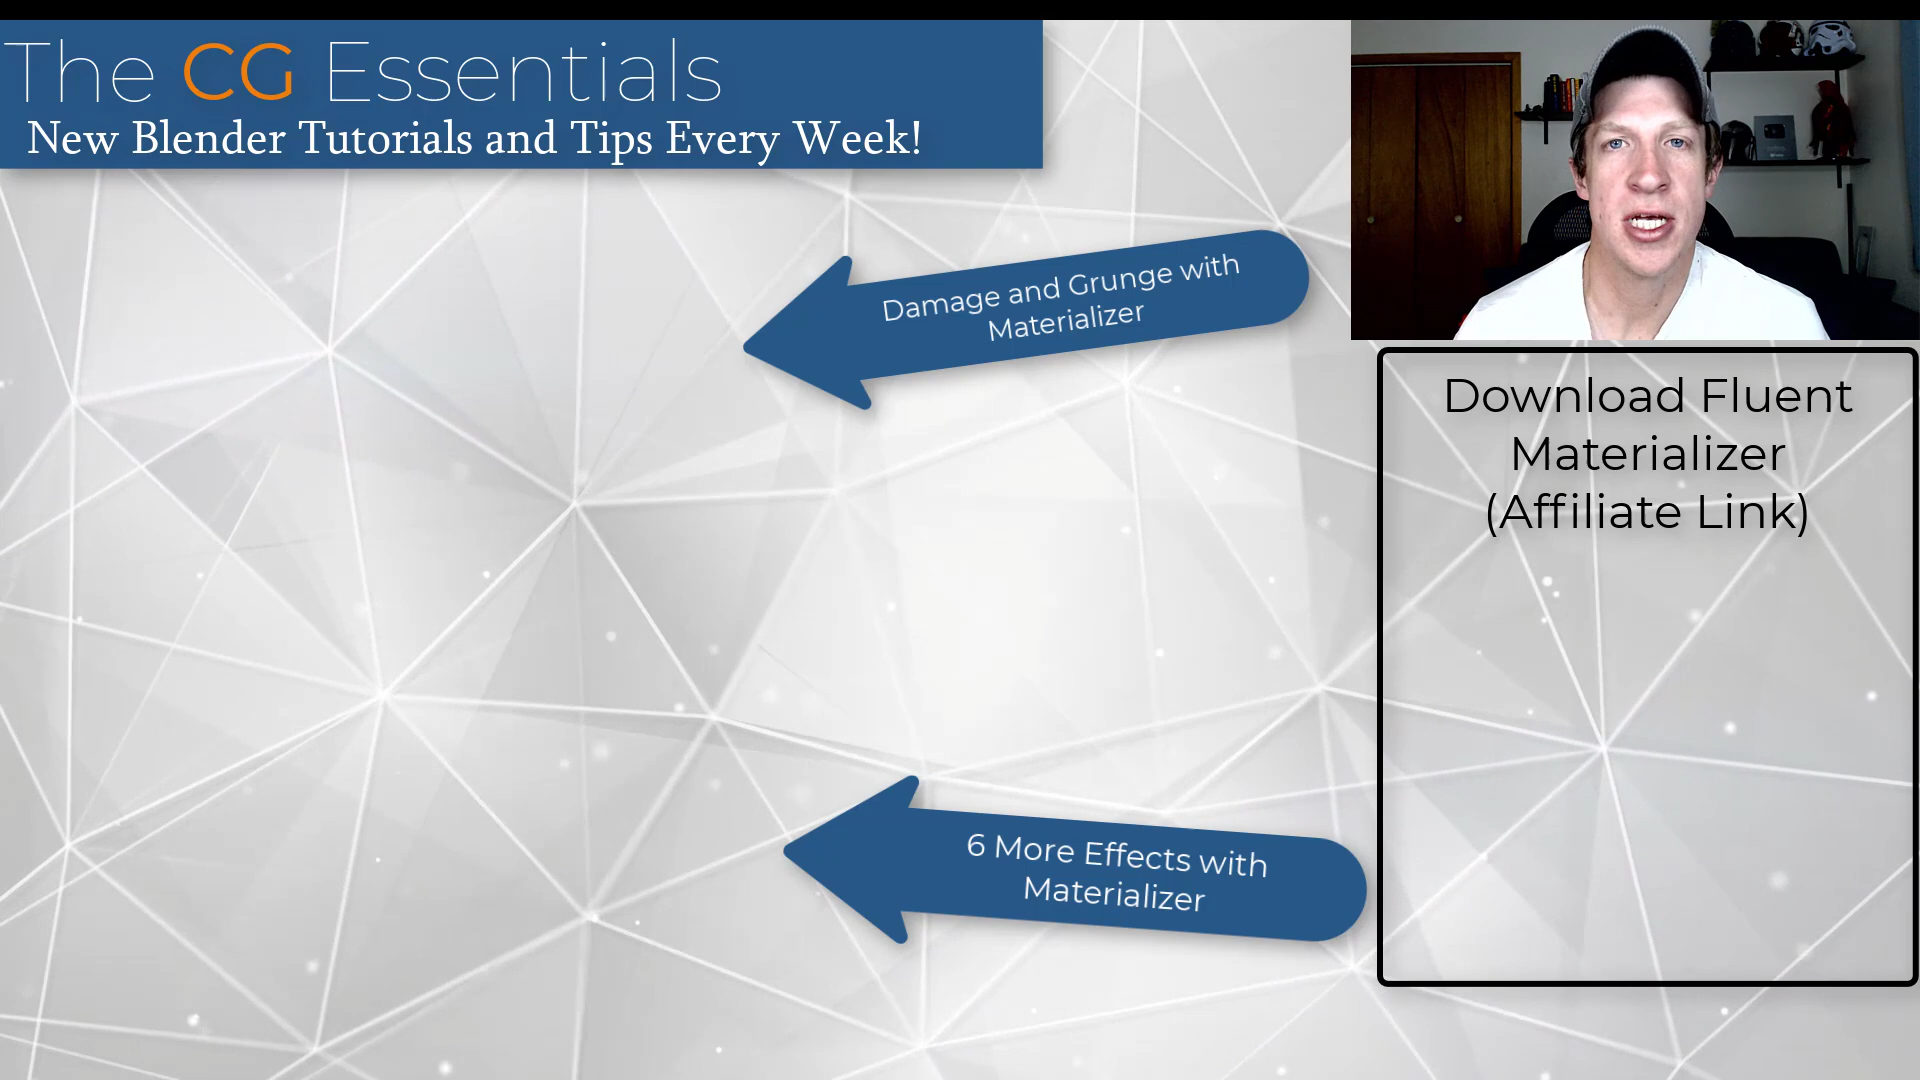 The CG Essentials
New Blender Tutorials and Tips Every Week!
Damage and Grunge with
Materializer
Download Fluent
Materializer
(Affiliate Link)
6 More Effects with
Materializer